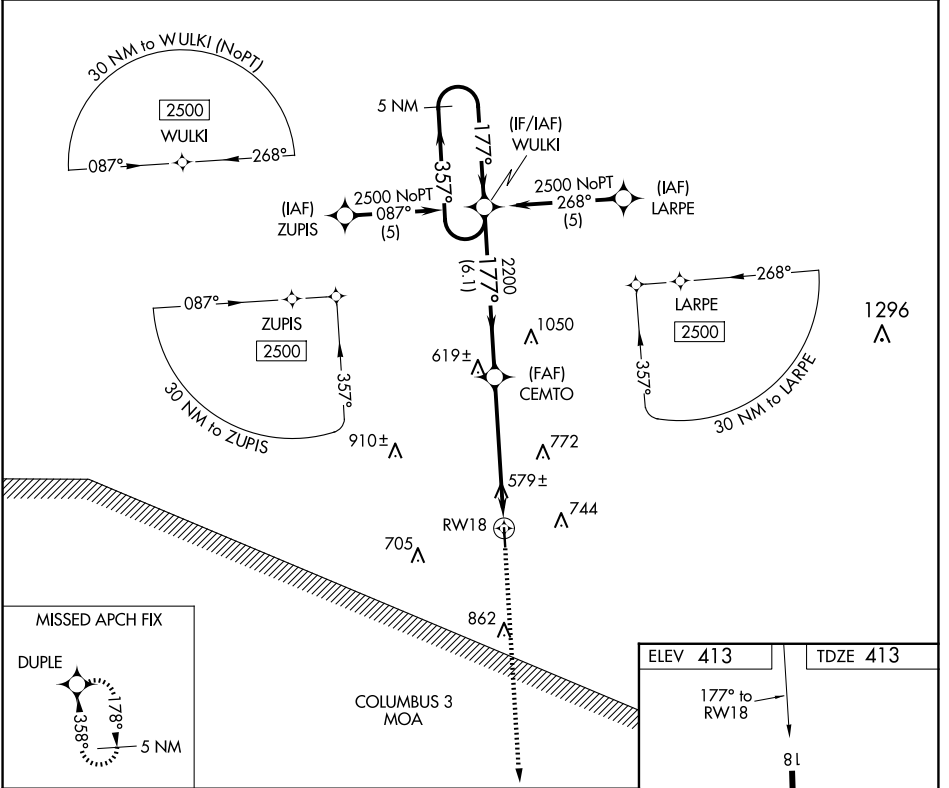 30 NM to WULKI (NoPT)
2500
WULKI
087°
268°
5 NM
177°
357°
(IF/IAF)
WULKI
(IAF)
ZUPIS
2500 NoPT
087°
(5)
2500 NoPT
268°
(5)
(IAF)
LARPE
2200
177°
(6.1)
087°
ZUPIS
2500
357°
30 NM to ZUPIS
268°
LARPE
2500
357°
30 NM to LARPE
1296
1050
619±
(FAF)
CEMTO
910±
772
579±
RW18
744
705
862
MISSED APCH FIX
DUPLE
178°
358°
5 NM
COLUMBUS 3
MOA
ELEV 413
TDZE 413
177° to
RW18
18